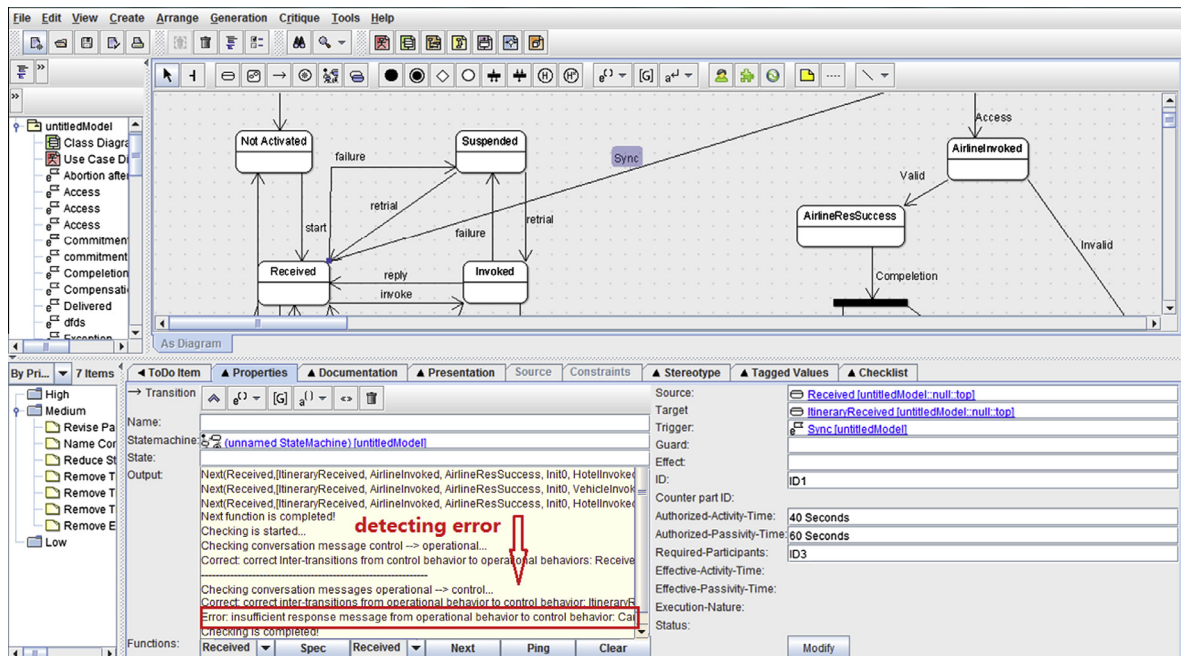 File Edit View Create Arrange Generation Critique Tools Help
untitledModel
Class Diagra
Use Case Di
Abortion after
Access
Access
Access
Commitment
commitment
Competetion
Compensati
Delivered
dfds
Exception
Not Activated
Suspended
failure
Sync
retrial
retrial
start
failure
Received
Invoked
reply
invoke
Access
AirlineInvoked
Valid
AirlineResSuccess
Invalid
Competetion
As Diagram
By Pri... 7 Items
High
Medium
Revise Pa
Name Cor
Reduce St
Remove T
Remove T
Remove T
Remove E
Low
ToDo Item Properties Documentation Presentation Source Constraints Stereotype Tagged Values Checklist
Transition
Name:
Statemachine: (unnamed StateMachine) [untitledModel]
State:
Output:
Next(Received,[ItineraryReceived, AirlineInvoked, AirlineResSuccess, Init0, HotelInvoked
Next(Received,[ItineraryReceived, AirlineInvoked, AirlineResSuccess, Init0, VehicleInvok
Next(Received,[ItineraryReceived, AirlineInvoked, AirlineResSuccess, Init0, HotelInvoked
Next function is completed!
detecting error
Checking is started...
Checking conversation message control --> operational...
Correct: correct Inter-transitions from control behavior to operational behaviors: Receive
---------------------------------------------------------------
Checking conversation messages operational --> control...
Correct: correct inter-transitions from operational behavior to control behavior: ItineraryR
Error: insufficient response message from operational behavior to control behavior: Ca
Checking is completed!
Functions: Received Spec Received Next Ping Clear
Source: Received [untitledModel::null::top]
Target ItineraryReceived [untitledModel::null::top]
Trigger: Sync [untitledModel]
Guard:
Effect:
ID: ID1
Counter part ID:
Authorized-Activity-Time: 40 Seconds
Authorized-Passivity-Time: 60 Seconds
Required-Participants: ID3
Effective-Activity-Time:
Effective-Passivity-Time:
Execution-Nature:
Status:
Modify